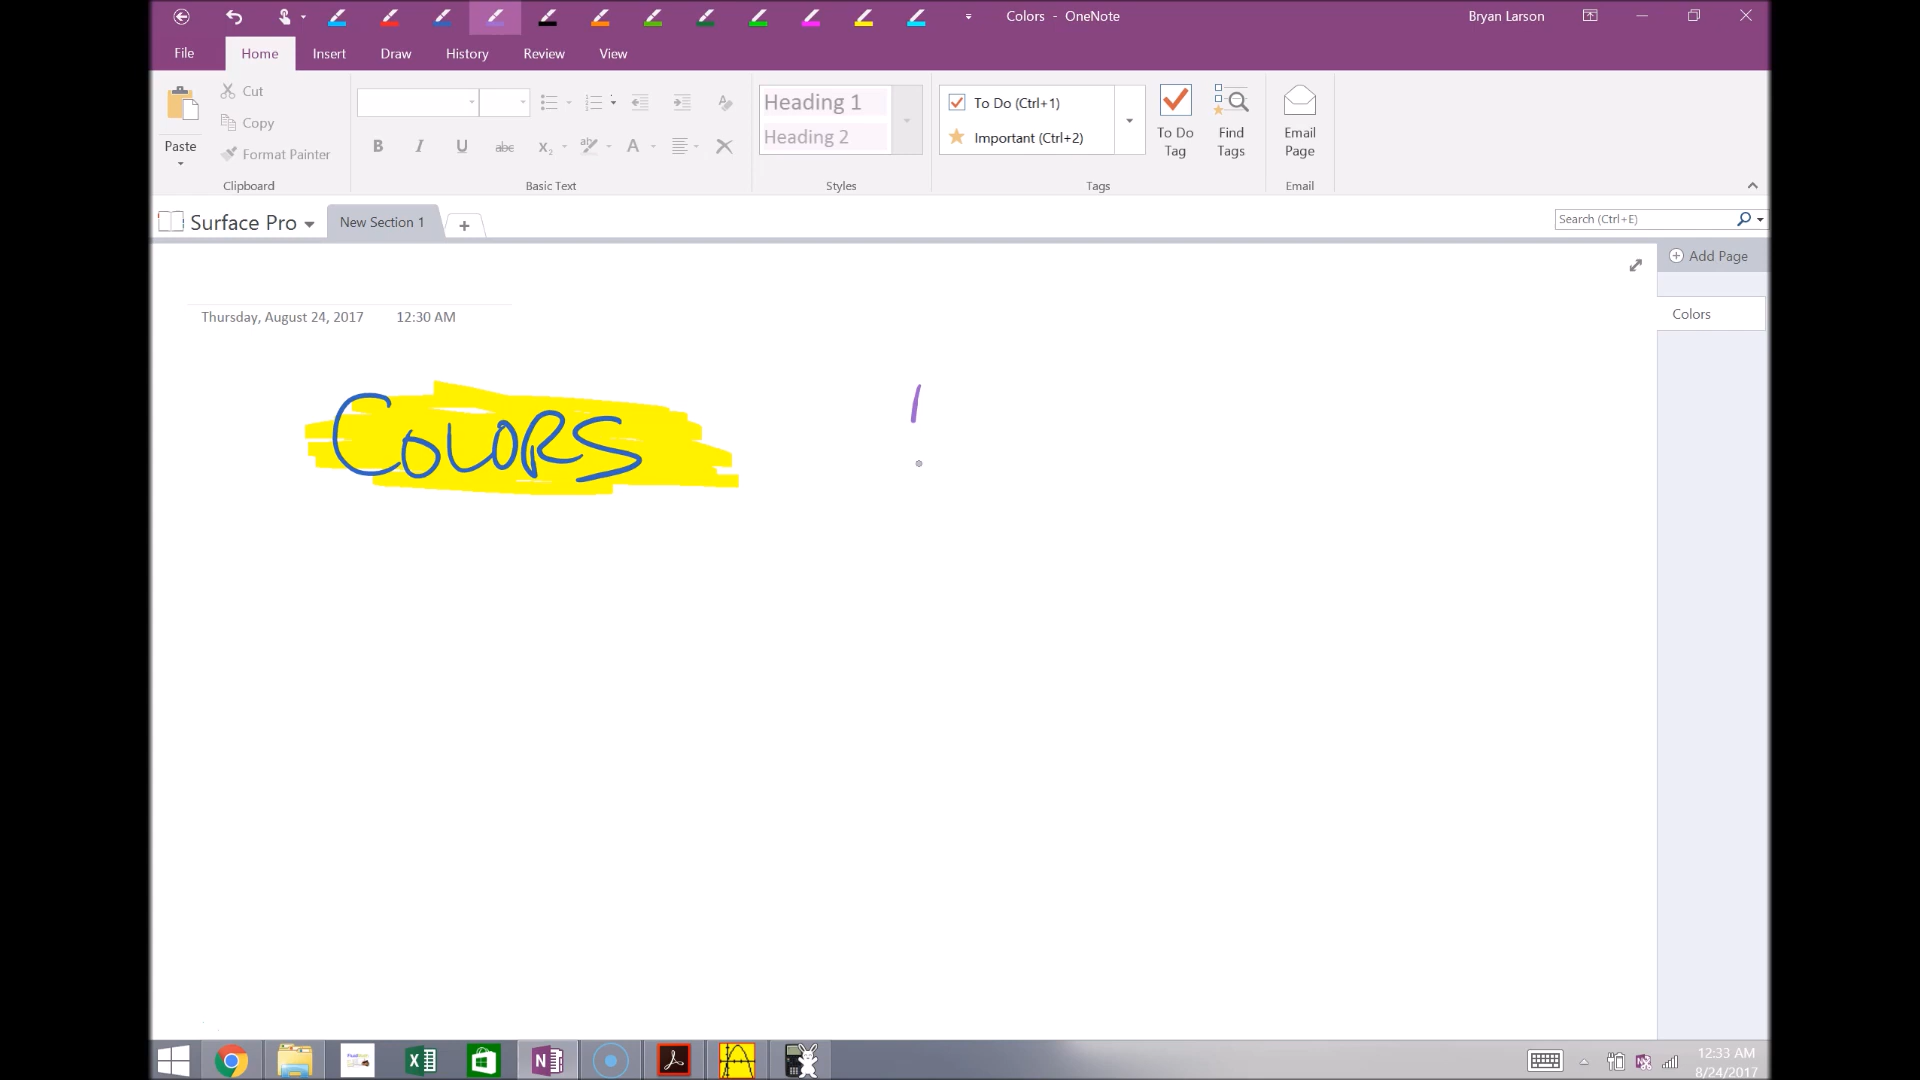 Colors - OneNote
Bryan Larson
File Home Insert Draw History Review View
Paste
Cut
Copy
Format Painter
Clipboard
B I U abc X₂ A
Basic Text
Heading 1
Heading 2
Styles
To Do (Ctrl+1)
Important (Ctrl+2)
To Do
Tag
Find
Tags
Tags
Email
Page
Email
Surface Pro
New Section 1
Search (Ctrl+E)
Add Page
Colors
Thursday, August 24, 2017 12:30 AM
COLORS
12:33 AM
8/24/2017